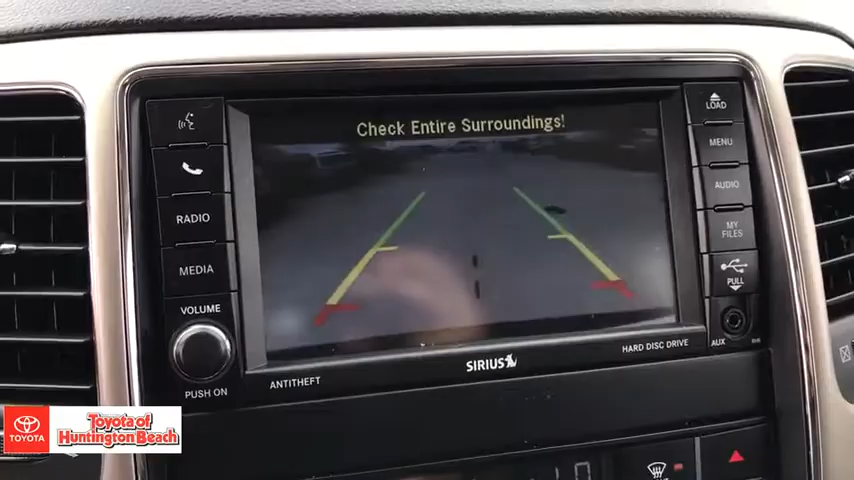 Check Entire Surroundings!
LOAD
MENU
AUDIO
MY
FILES
PULL
AUX
RADIO
MEDIA
VOLUME
PUSH ON
ANTITHEFT
SIRIUS
HARD DISC DRIVE
TOYOTA
Toyota of
Huntington Beach